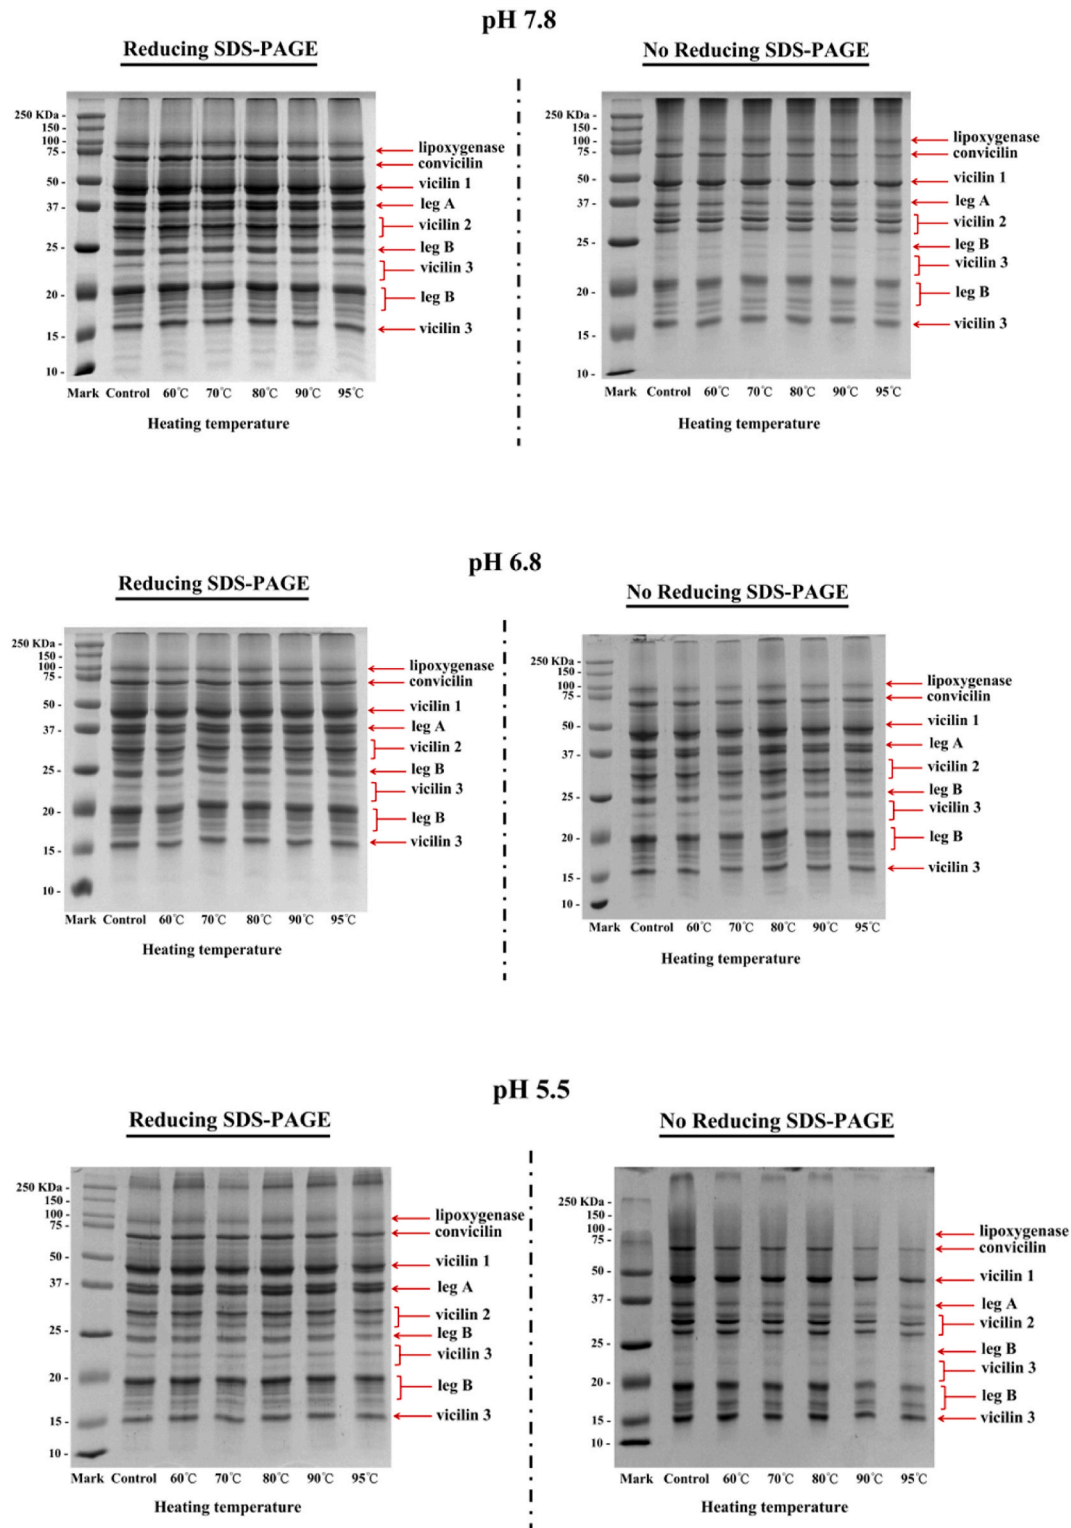 pH 7.8
Reducing SDS-PAGE
250 KDa -
150 -
100 -
75 -
50 -
37 -
25 -
20 -
15 -
10 -
lipoxygenase
convicilin
vicilin 1
leg A
vicilin 2
leg B
vicilin 3
leg B
vicilin 3
Mark Control 60℃ 70℃ 80℃ 90℃ 95℃
Heating temperature
No Reducing SDS-PAGE
250 KDa -
150 -
100 -
75 -
50 -
37 -
25 -
20 -
15 -
10 -
lipoxygenase
convicilin
vicilin 1
leg A
vicilin 2
leg B
vicilin 3
leg B
vicilin 3
Mark Control 60℃ 70℃ 80℃ 90℃ 95℃
Heating temperature
pH 6.8
Reducing SDS-PAGE
250 KDa -
150 -
100 -
75 -
50 -
37 -
25 -
20 -
15 -
10 -
lipoxygenase
convicilin
vicilin 1
leg A
vicilin 2
leg B
vicilin 3
leg B
vicilin 3
Mark Control 60℃ 70℃ 80℃ 90℃ 95℃
Heating temperature
No Reducing SDS-PAGE
250 KDa -
150 -
100 -
75 -
50 -
37 -
25 -
20 -
15 -
10 -
lipoxygenase
convicilin
vicilin 1
leg A
vicilin 2
leg B
vicilin 3
leg B
vicilin 3
Mark Control 60℃ 70℃ 80℃ 90℃ 95℃
Heating temperature
pH 5.5
Reducing SDS-PAGE
250 KDa -
150 -
100 -
75 -
50 -
37 -
25 -
20 -
15 -
10 -
lipoxygenase
convicilin
vicilin 1
leg A
vicilin 2
leg B
vicilin 3
leg B
vicilin 3
Mark Control 60℃ 70℃ 80℃ 90℃ 95℃
Heating temperature
No Reducing SDS-PAGE
250 KDa -
150 -
100 -
75 -
50 -
37 -
25 -
20 -
15 -
10 -
lipoxygenase
convicilin
vicilin 1
leg A
vicilin 2
leg B
vicilin 3
leg B
vicilin 3
Mark Control 60℃ 70℃ 80℃ 90℃ 95℃
Heating temperature